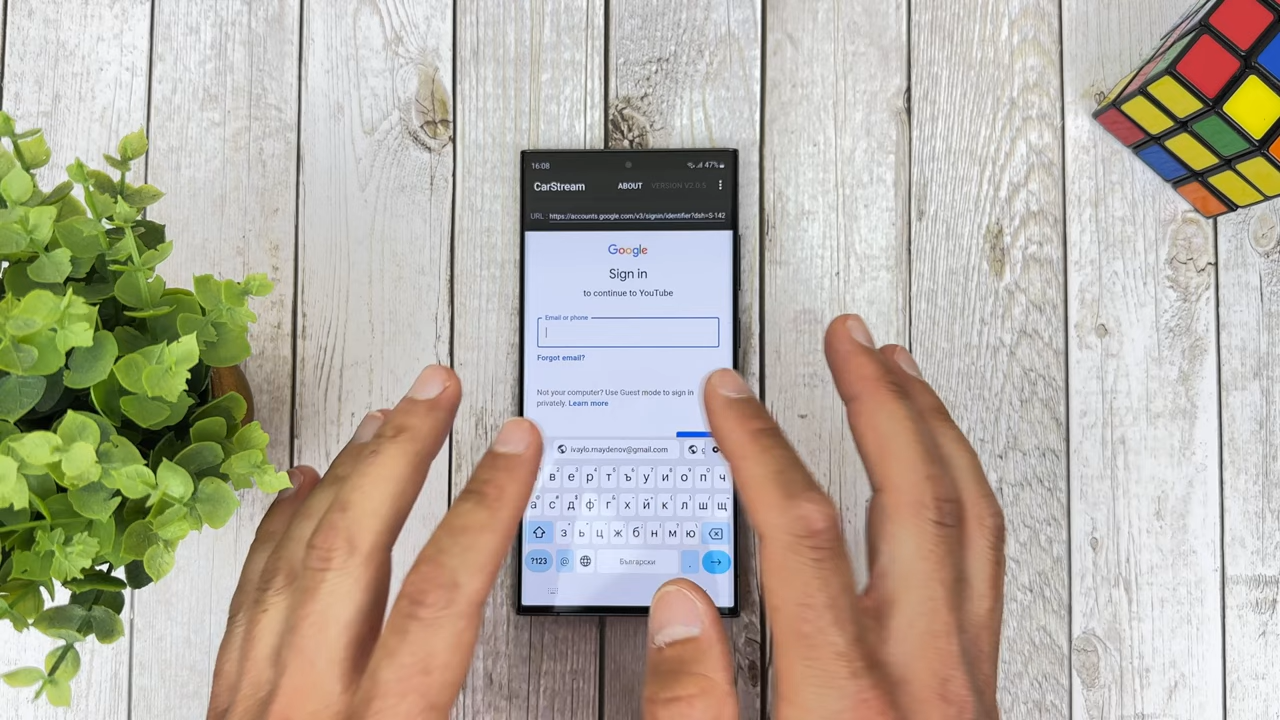 16:08 47%
CarStream ABOUT VERSION V2.0.5
URL : https://accounts.google.com/v3/signin/identifier?dsh=S-142
Google
Sign in
to continue to YouTube
Email or phone
Forgot email?
Not your computer? Use Guest mode to sign in
privately. Learn more
ivaylo.rnaydenov@gmail.com g
в е р т ъ у и о п ч
а с д ф г х й к л ш щ
з ь ц ж б н м ю
?123 @ Български .